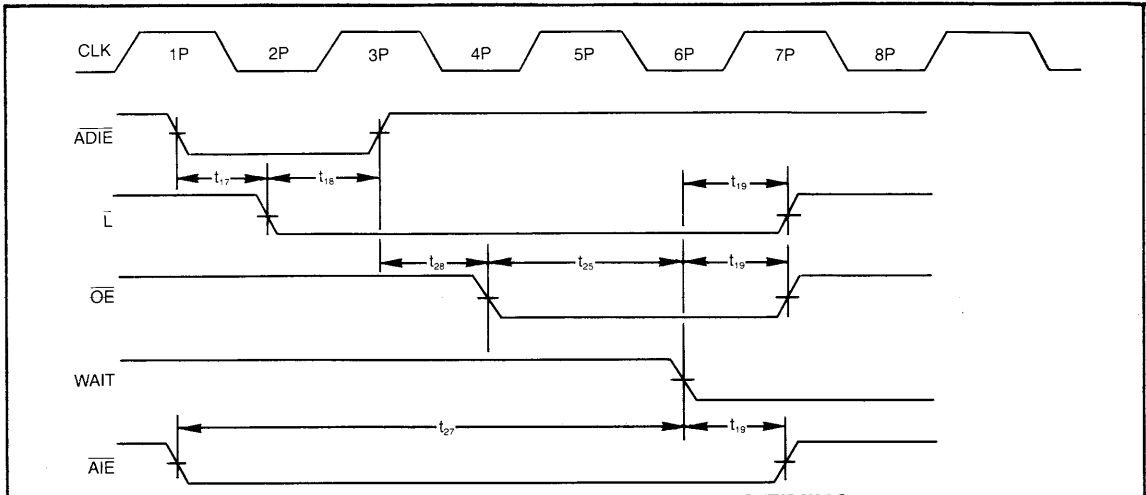 CLK 1P 2P 3P 4P 5P 6P 7P 8P
ADIE
t17 t18 t19
L
t28 t25 t19
OE
WAIT
t27 t19
AIE